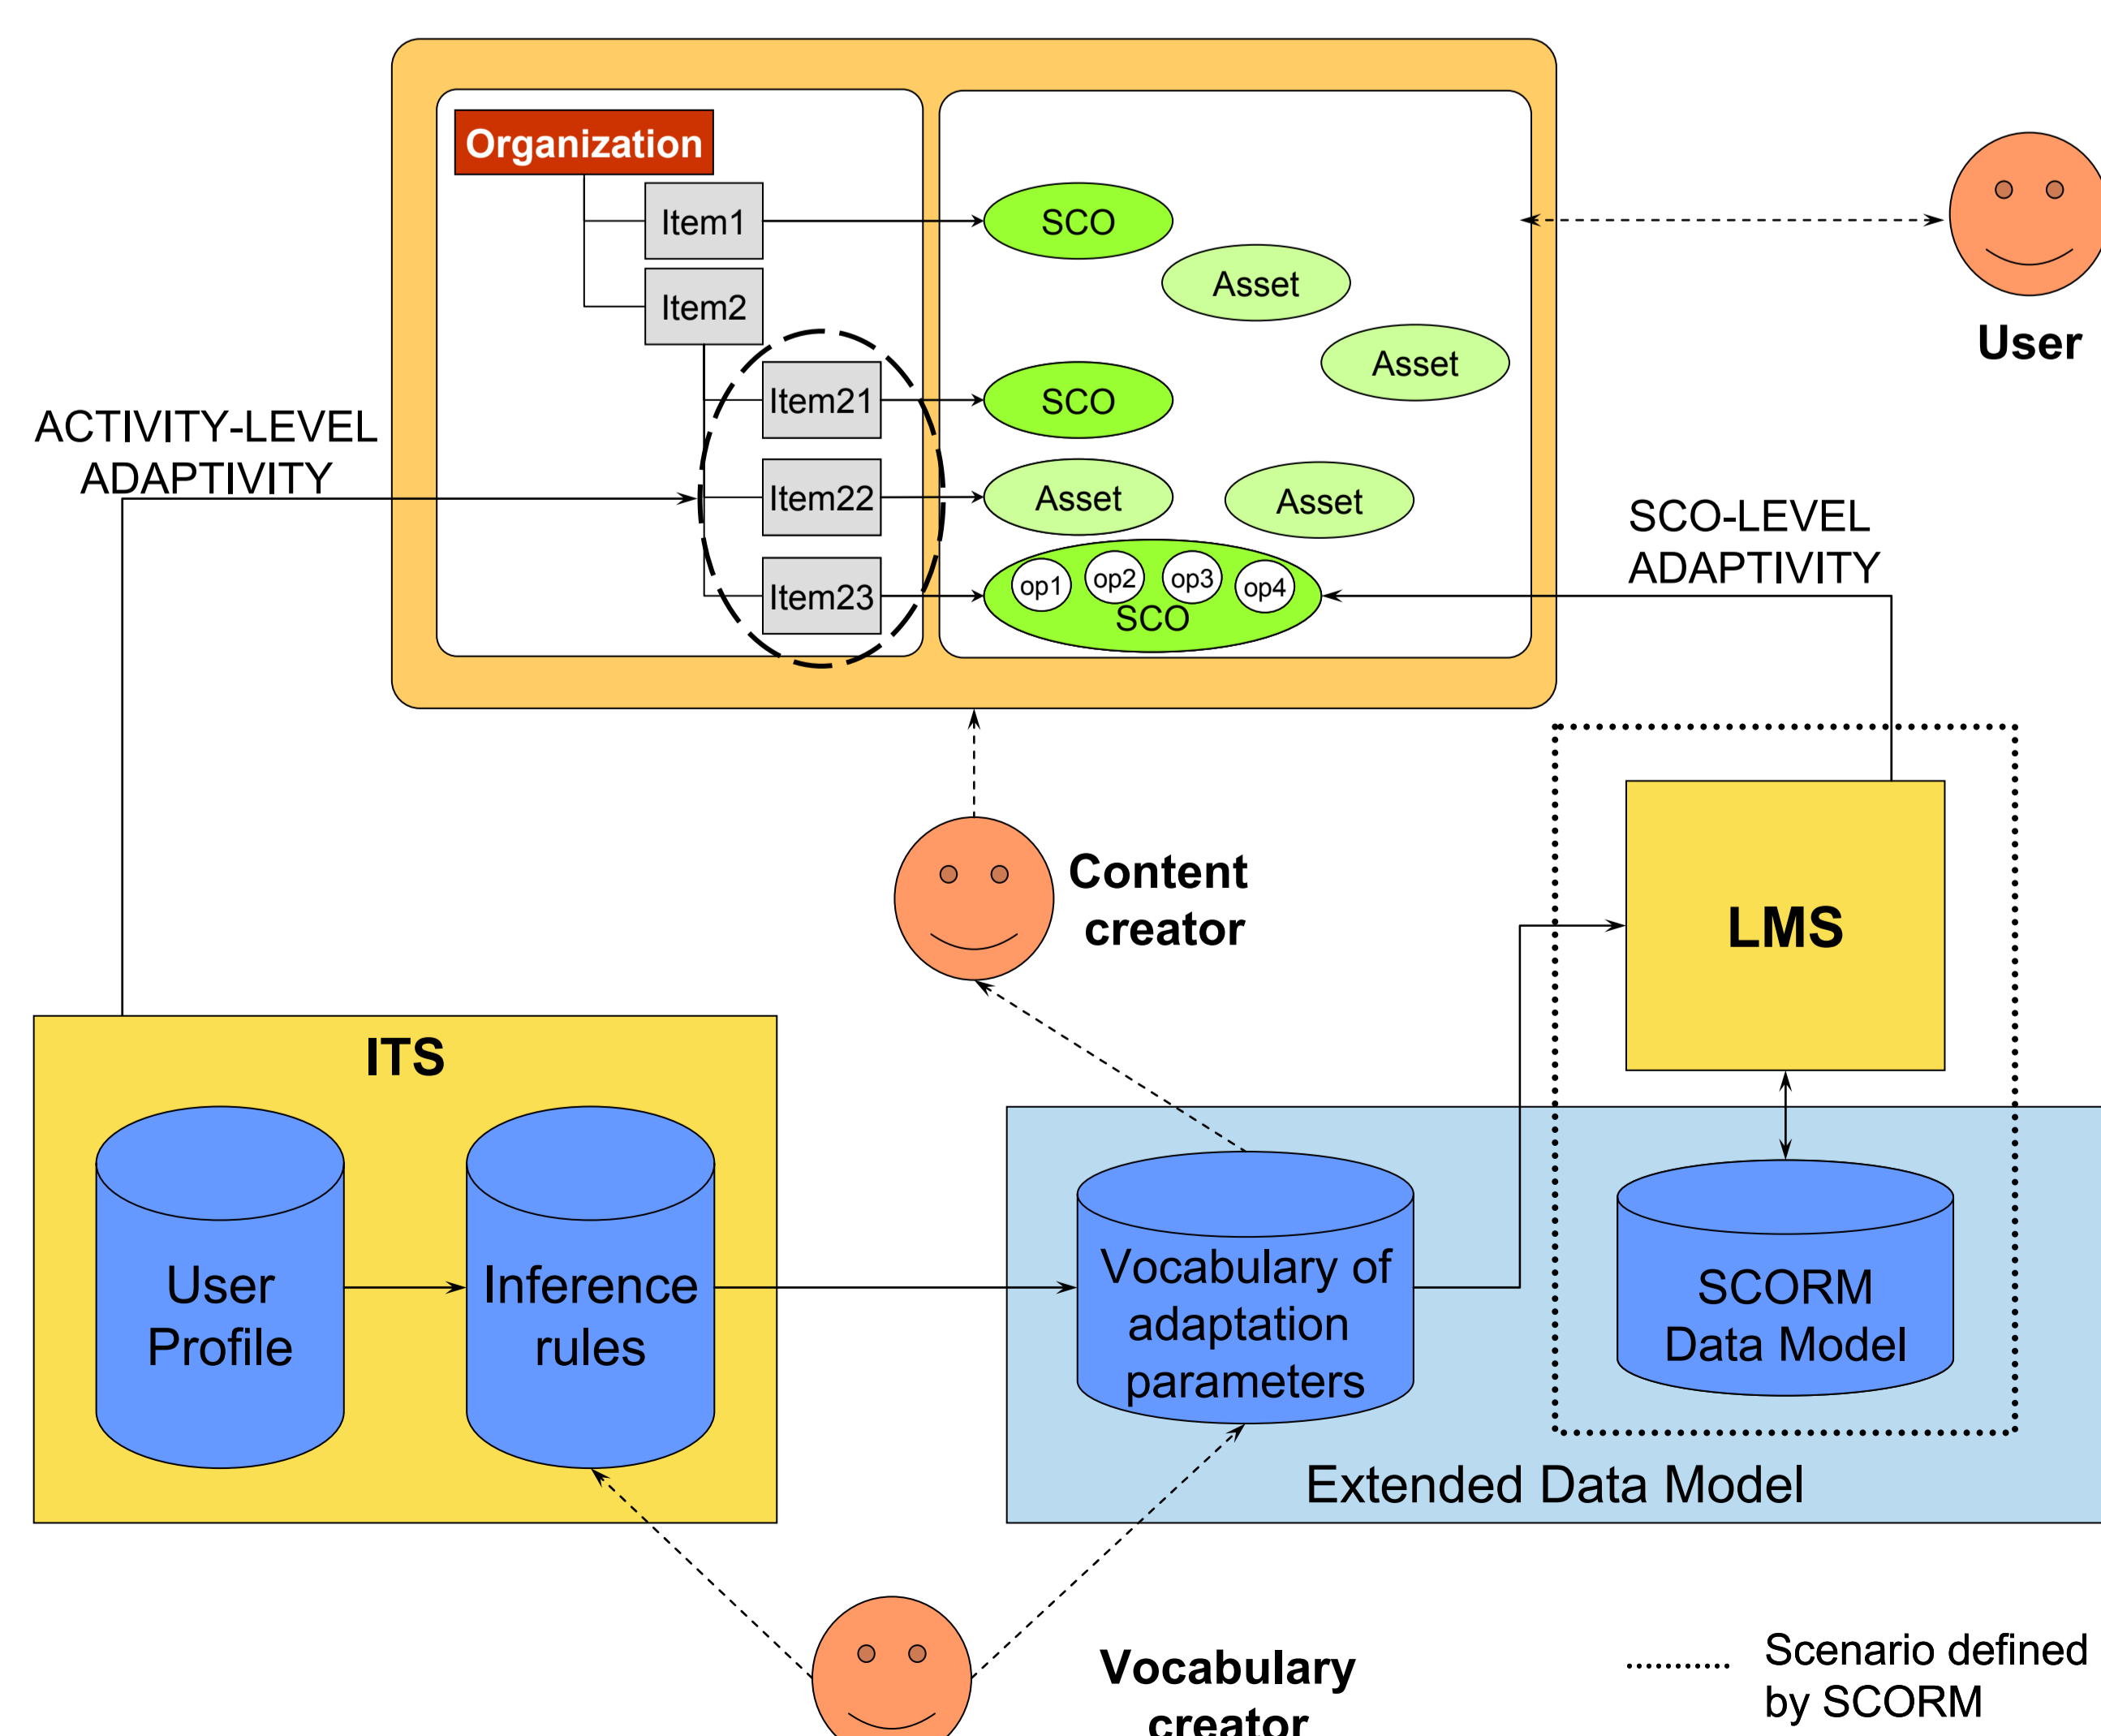 Organization
Item1
SCO
Item2
Asset
Asset
User
Item21
SCO
ACTIVITY-LEVEL
ADAPTIVITY
Item22
Asset
Asset
SCO-LEVEL
ADAPTIVITY
Item23
op1
op2
op3
op4
SCO
Content
creator
LMS
ITS
User
Profile
Inference
rules
Vocabulary of
adaptation
parameters
SCORM
Data Model
Extended Data Model
Vocabulary
creator
Scenario defined
by SCORM